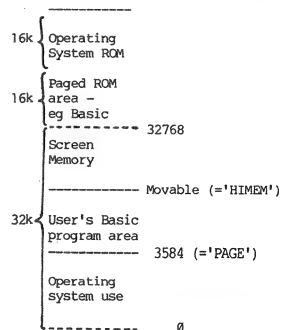 16k
Operating
System ROM
16k
Paged ROM
area -
eg Basic
32768
Screen
Memory
Movable (='HIMEM')
32k
User's Basic
program area
3584 (='PAGE')
Operating
system use
0